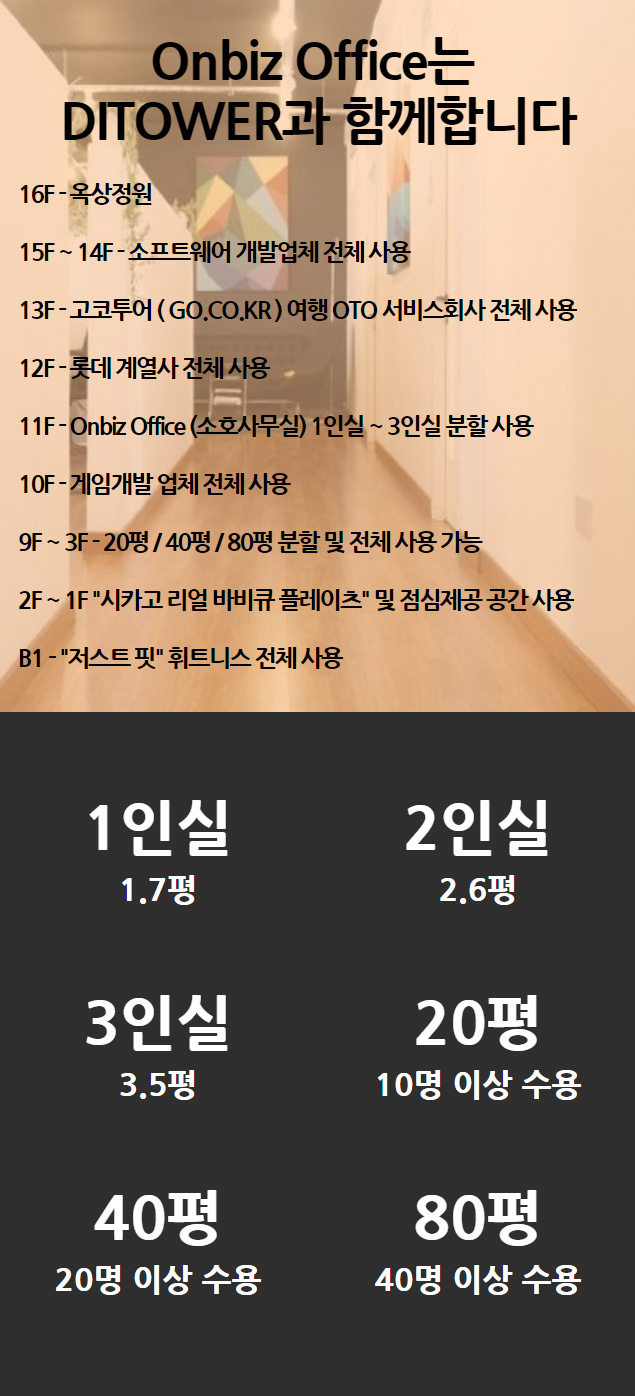 Onbiz Office는
DITOWER과 함께합니다
16F - 옥상정원
15F ~ 14F - 소프트웨어 개발업체 전체 사용
13F - 고코투어 ( GO.CO.KR ) 여행 OTO 서비스회사 전체 사용
12F - 롯데 계열사 전체 사용
11F - Onbiz Office (소호사무실) 1인실 ~ 3인실 분할 사용
10F - 게임개발 업체 전체 사용
9F ~ 3F - 20평 / 40평 / 80평 분할 및 전체 사용 가능
2F ~ 1F "시카고 리얼 바비큐 플레이츠" 및 점심제공 공간 사용
B1 - "저스트 핏" 휘트니스 전체 사용
1인실
1.7평
2인실
2.6평
3인실
3.5평
20평
10명 이상 수용
40평
20명 이상 수용
80평
40명 이상 수용